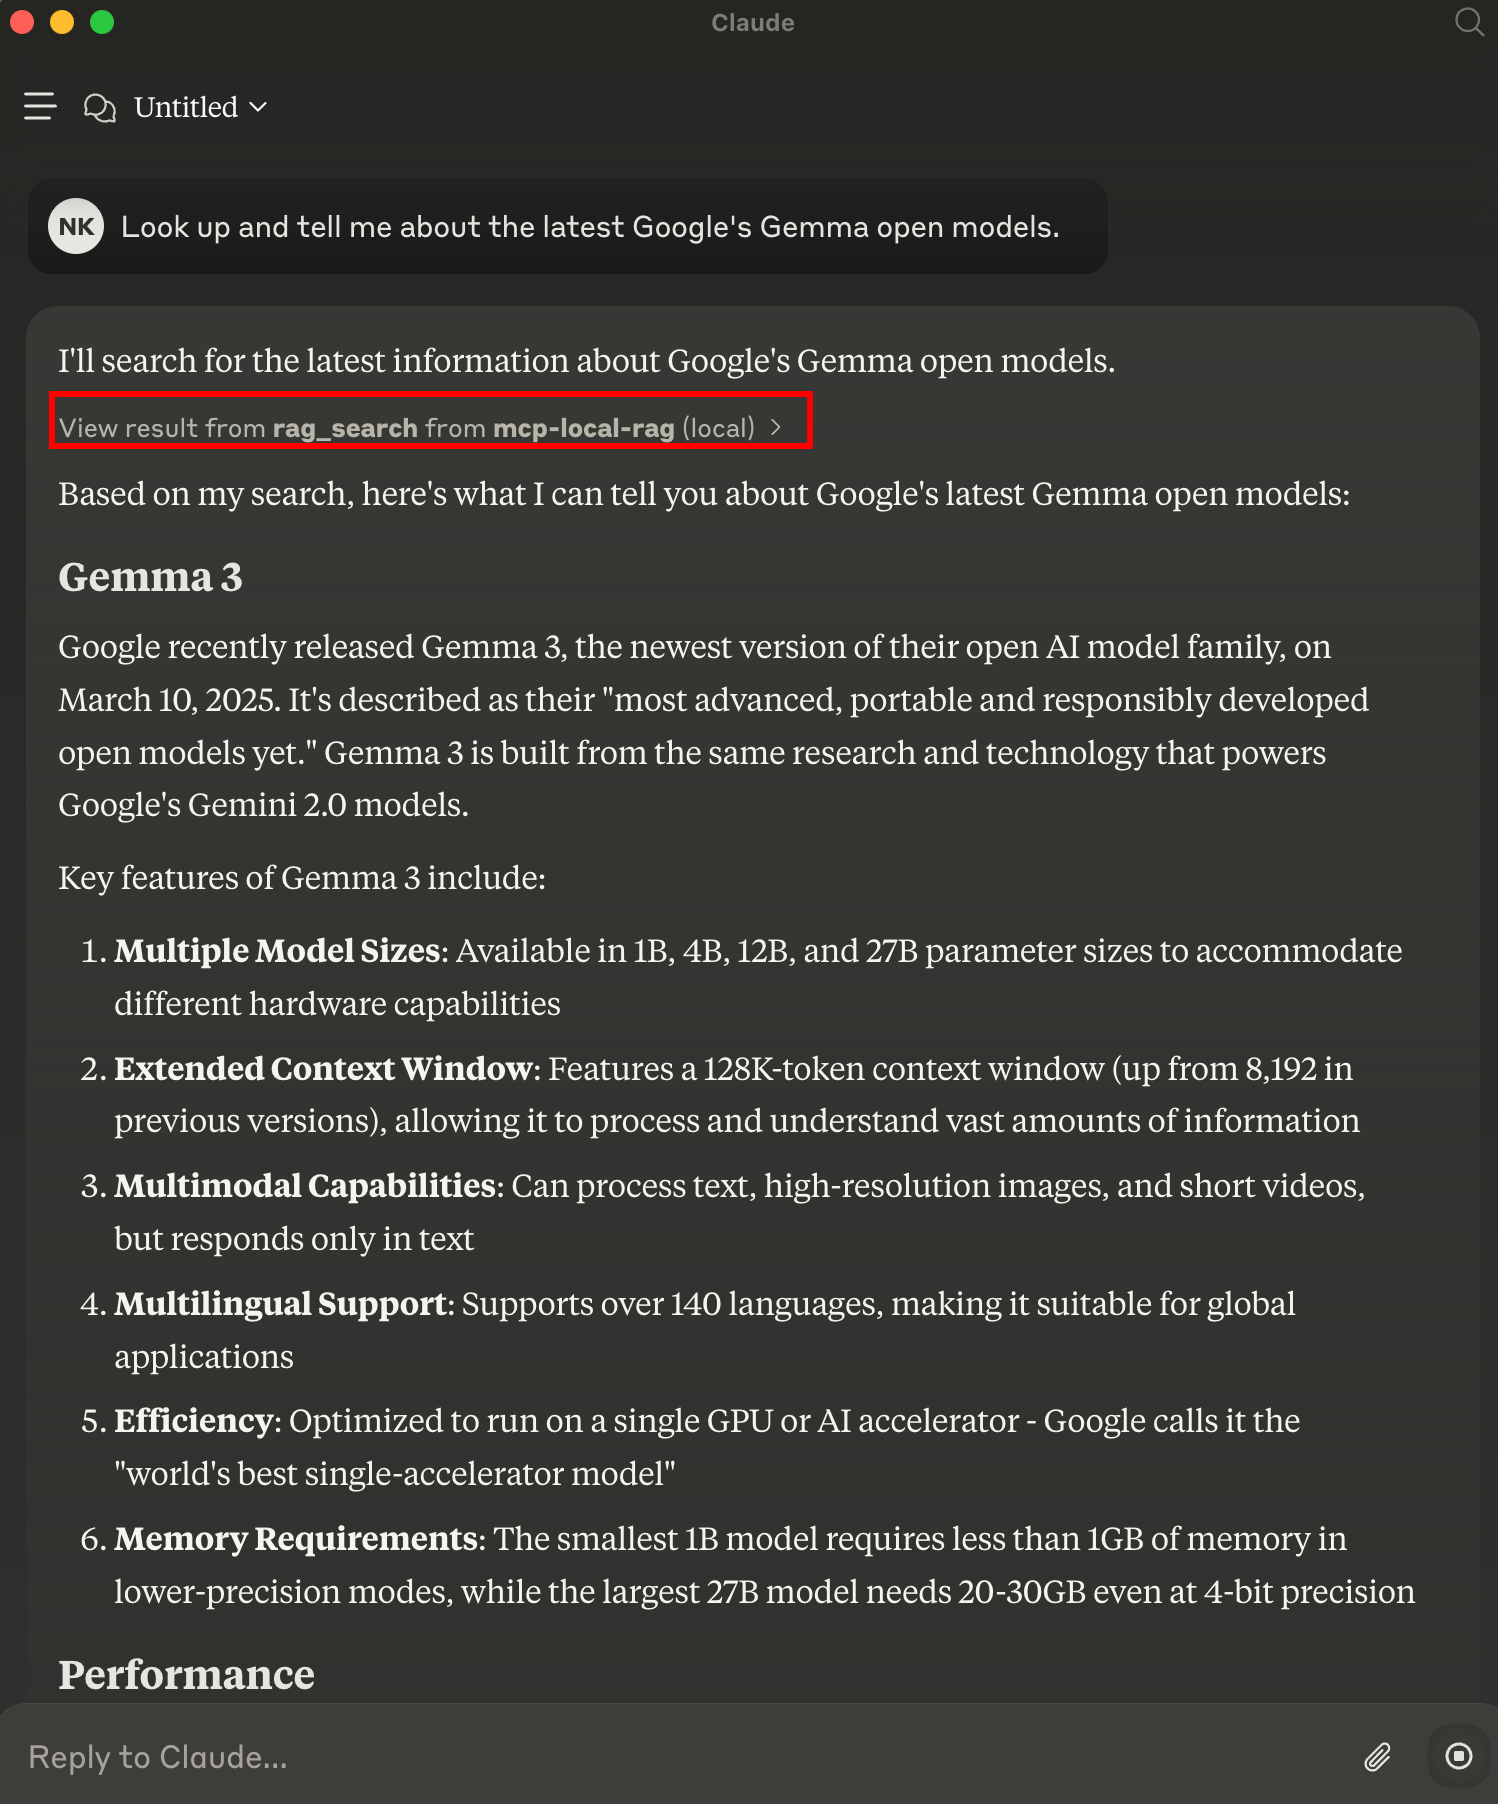 Claude
Untitled
NK Look up and tell me about the latest Google's Gemma open models.
I'll search for the latest information about Google's Gemma open models.
View result from rag_search from mcp-local-rag (local)
Based on my search, here's what I can tell you about Google's latest Gemma open models:
Gemma 3
Google recently released Gemma 3, the newest version of their open AI model family, on
March 10, 2025. It's described as their "most advanced, portable and responsibly developed
open models yet." Gemma 3 is built from the same research and technology that powers
Google's Gemini 2.0 models.
Key features of Gemma 3 include:
1. Multiple Model Sizes: Available in 1B, 4B, 12B, and 27B parameter sizes to accommodate
different hardware capabilities
2. Extended Context Window: Features a 128K-token context window (up from 8,192 in
previous versions), allowing it to process and understand vast amounts of information
3. Multimodal Capabilities: Can process text, high-resolution images, and short videos,
but responds only in text
4. Multilingual Support: Supports over 140 languages, making it suitable for global
applications
5. Efficiency: Optimized to run on a single GPU or AI accelerator - Google calls it the
"world's best single-accelerator model"
6. Memory Requirements: The smallest 1B model requires less than 1GB of memory in
lower-precision modes, while the largest 27B model needs 20-30GB even at 4-bit precision
Performance
Reply to Claude...